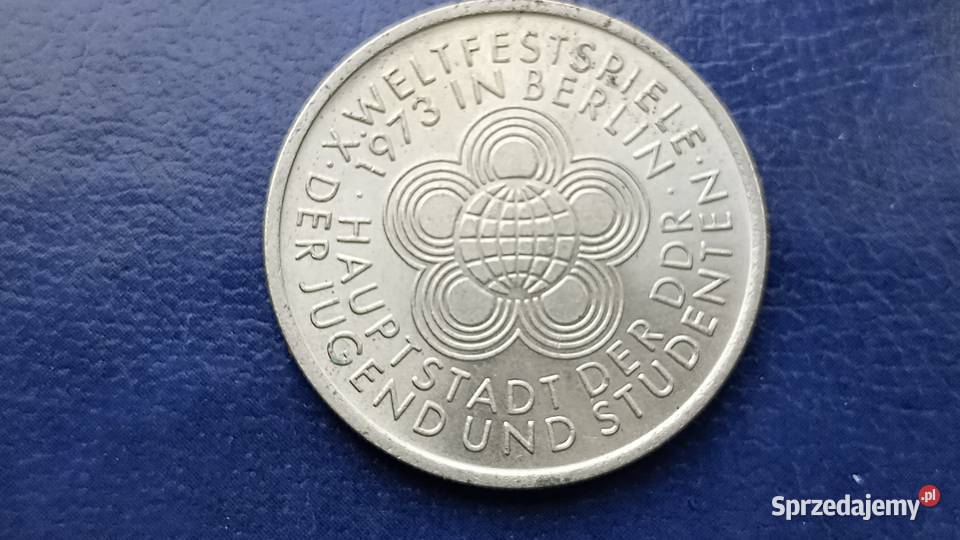 X. WELTFESTSPIELE ·
DER JUGEND UND STUDENTEN ·
1973 IN BERLIN ·
HAUPTSTADT DER DDR ·
Sprzedajemy.pl